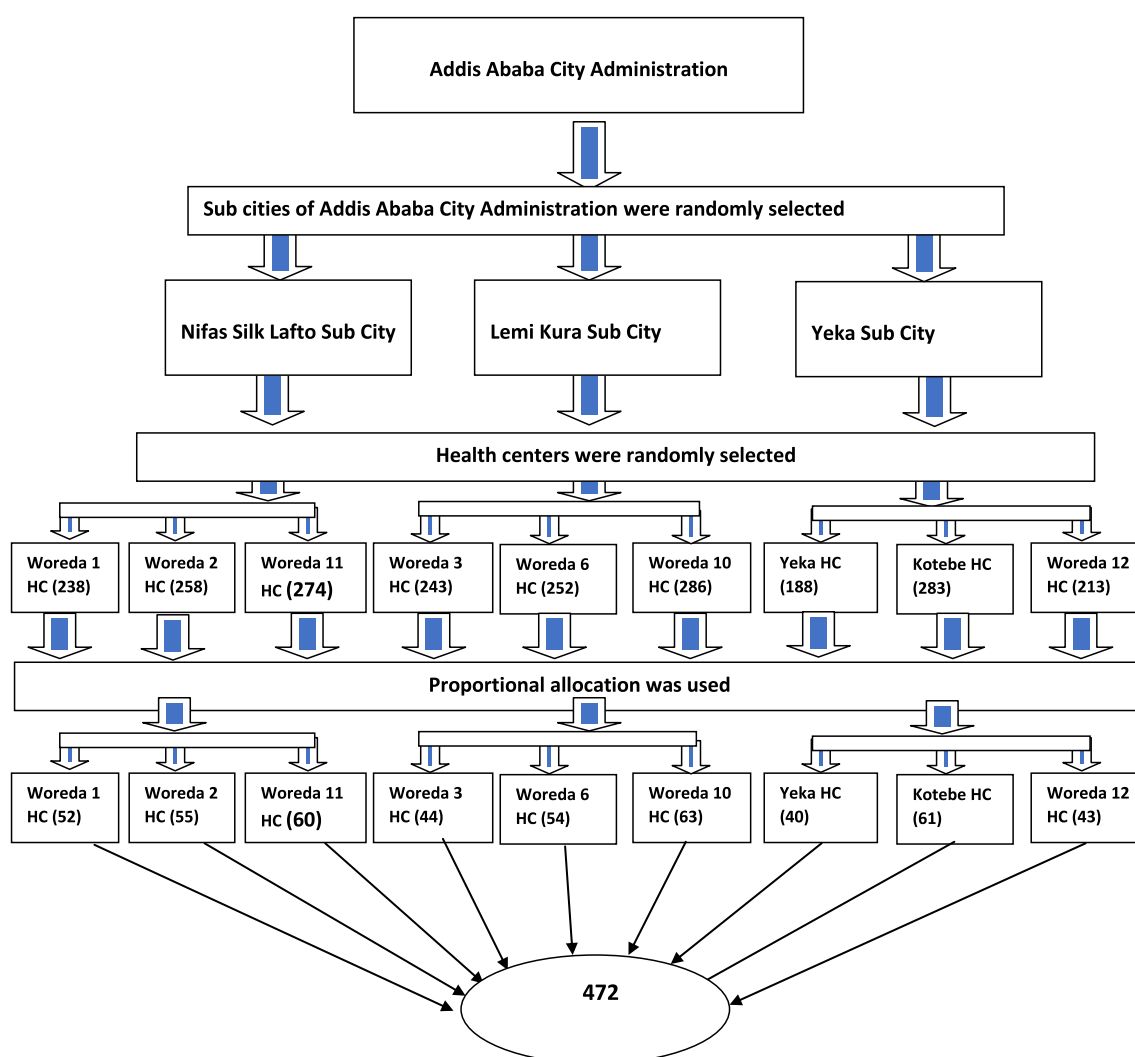 Addis Ababa City Administration
Sub cities of Addis Ababa City Administration were randomly selected
Nifas Silk Lafto Sub City
Lemi Kura Sub City
Yeka Sub City
Health centers were randomly selected
Woreda 1
HC (238)
Woreda 2
HC (258)
Woreda 11
HC (274)
Woreda 3
HC (243)
Woreda 6
HC (252)
Woreda 10
HC (286)
Yeka HC
(188)
Kotebe HC
(283)
Woreda 12
HC (213)
Proportional allocation was used
Woreda 1
HC (52)
Woreda 2
HC (55)
Woreda 11
HC (60)
Woreda 3
HC (44)
Woreda 6
HC (54)
Woreda 10
HC (63)
Yeka HC
(40)
Kotebe HC
(61)
Woreda 12
HC (43)
472